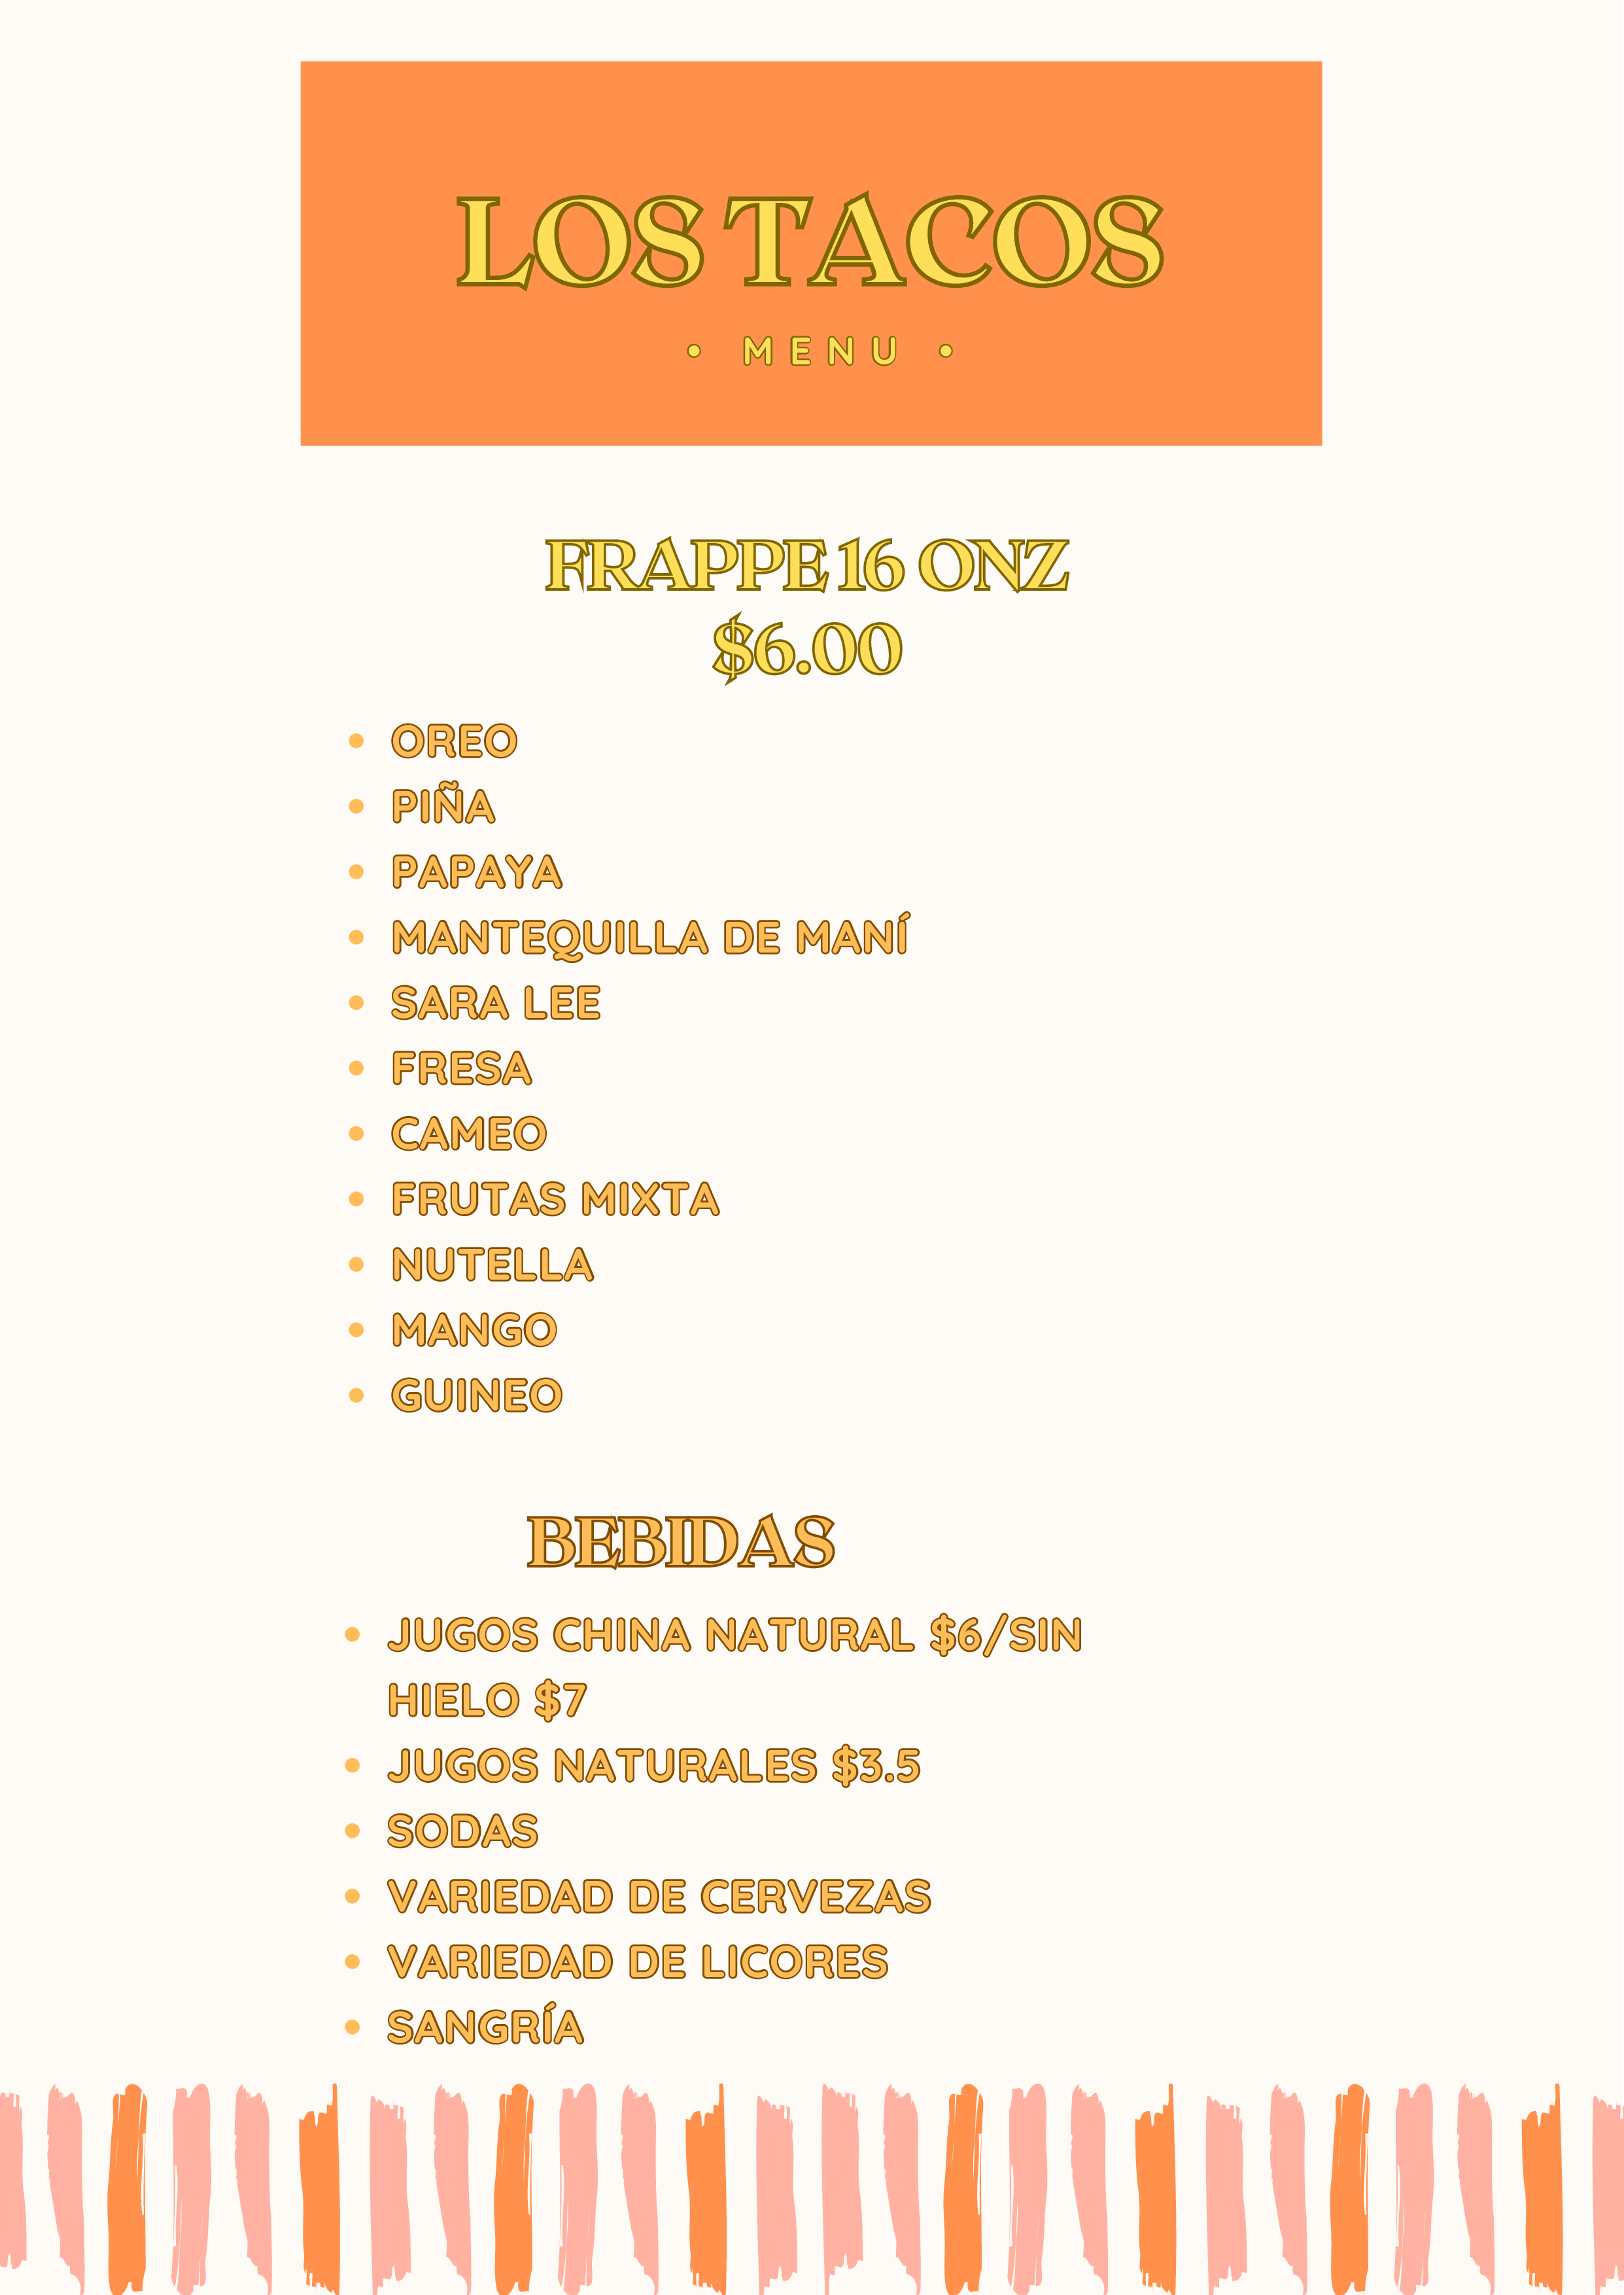 LOS TACOS
• MENU •
FRAPPE 16 ONZ
$6.00
• OREO
• PIÑA
• PAPAYA
• MANTEQUILLA DE MANÍ
• SARA LEE
• FRESA
• CAMEO
• FRUTAS MIXTA
• NUTELLA
• MANGO
• GUINEO
BEBIDAS
• JUGOS CHINA NATURAL $6/SIN
HIELO $7
• JUGOS NATURALES $3.5
• SODAS
• VARIEDAD DE CERVEZAS
• VARIEDAD DE LICORES
• SANGRÍA